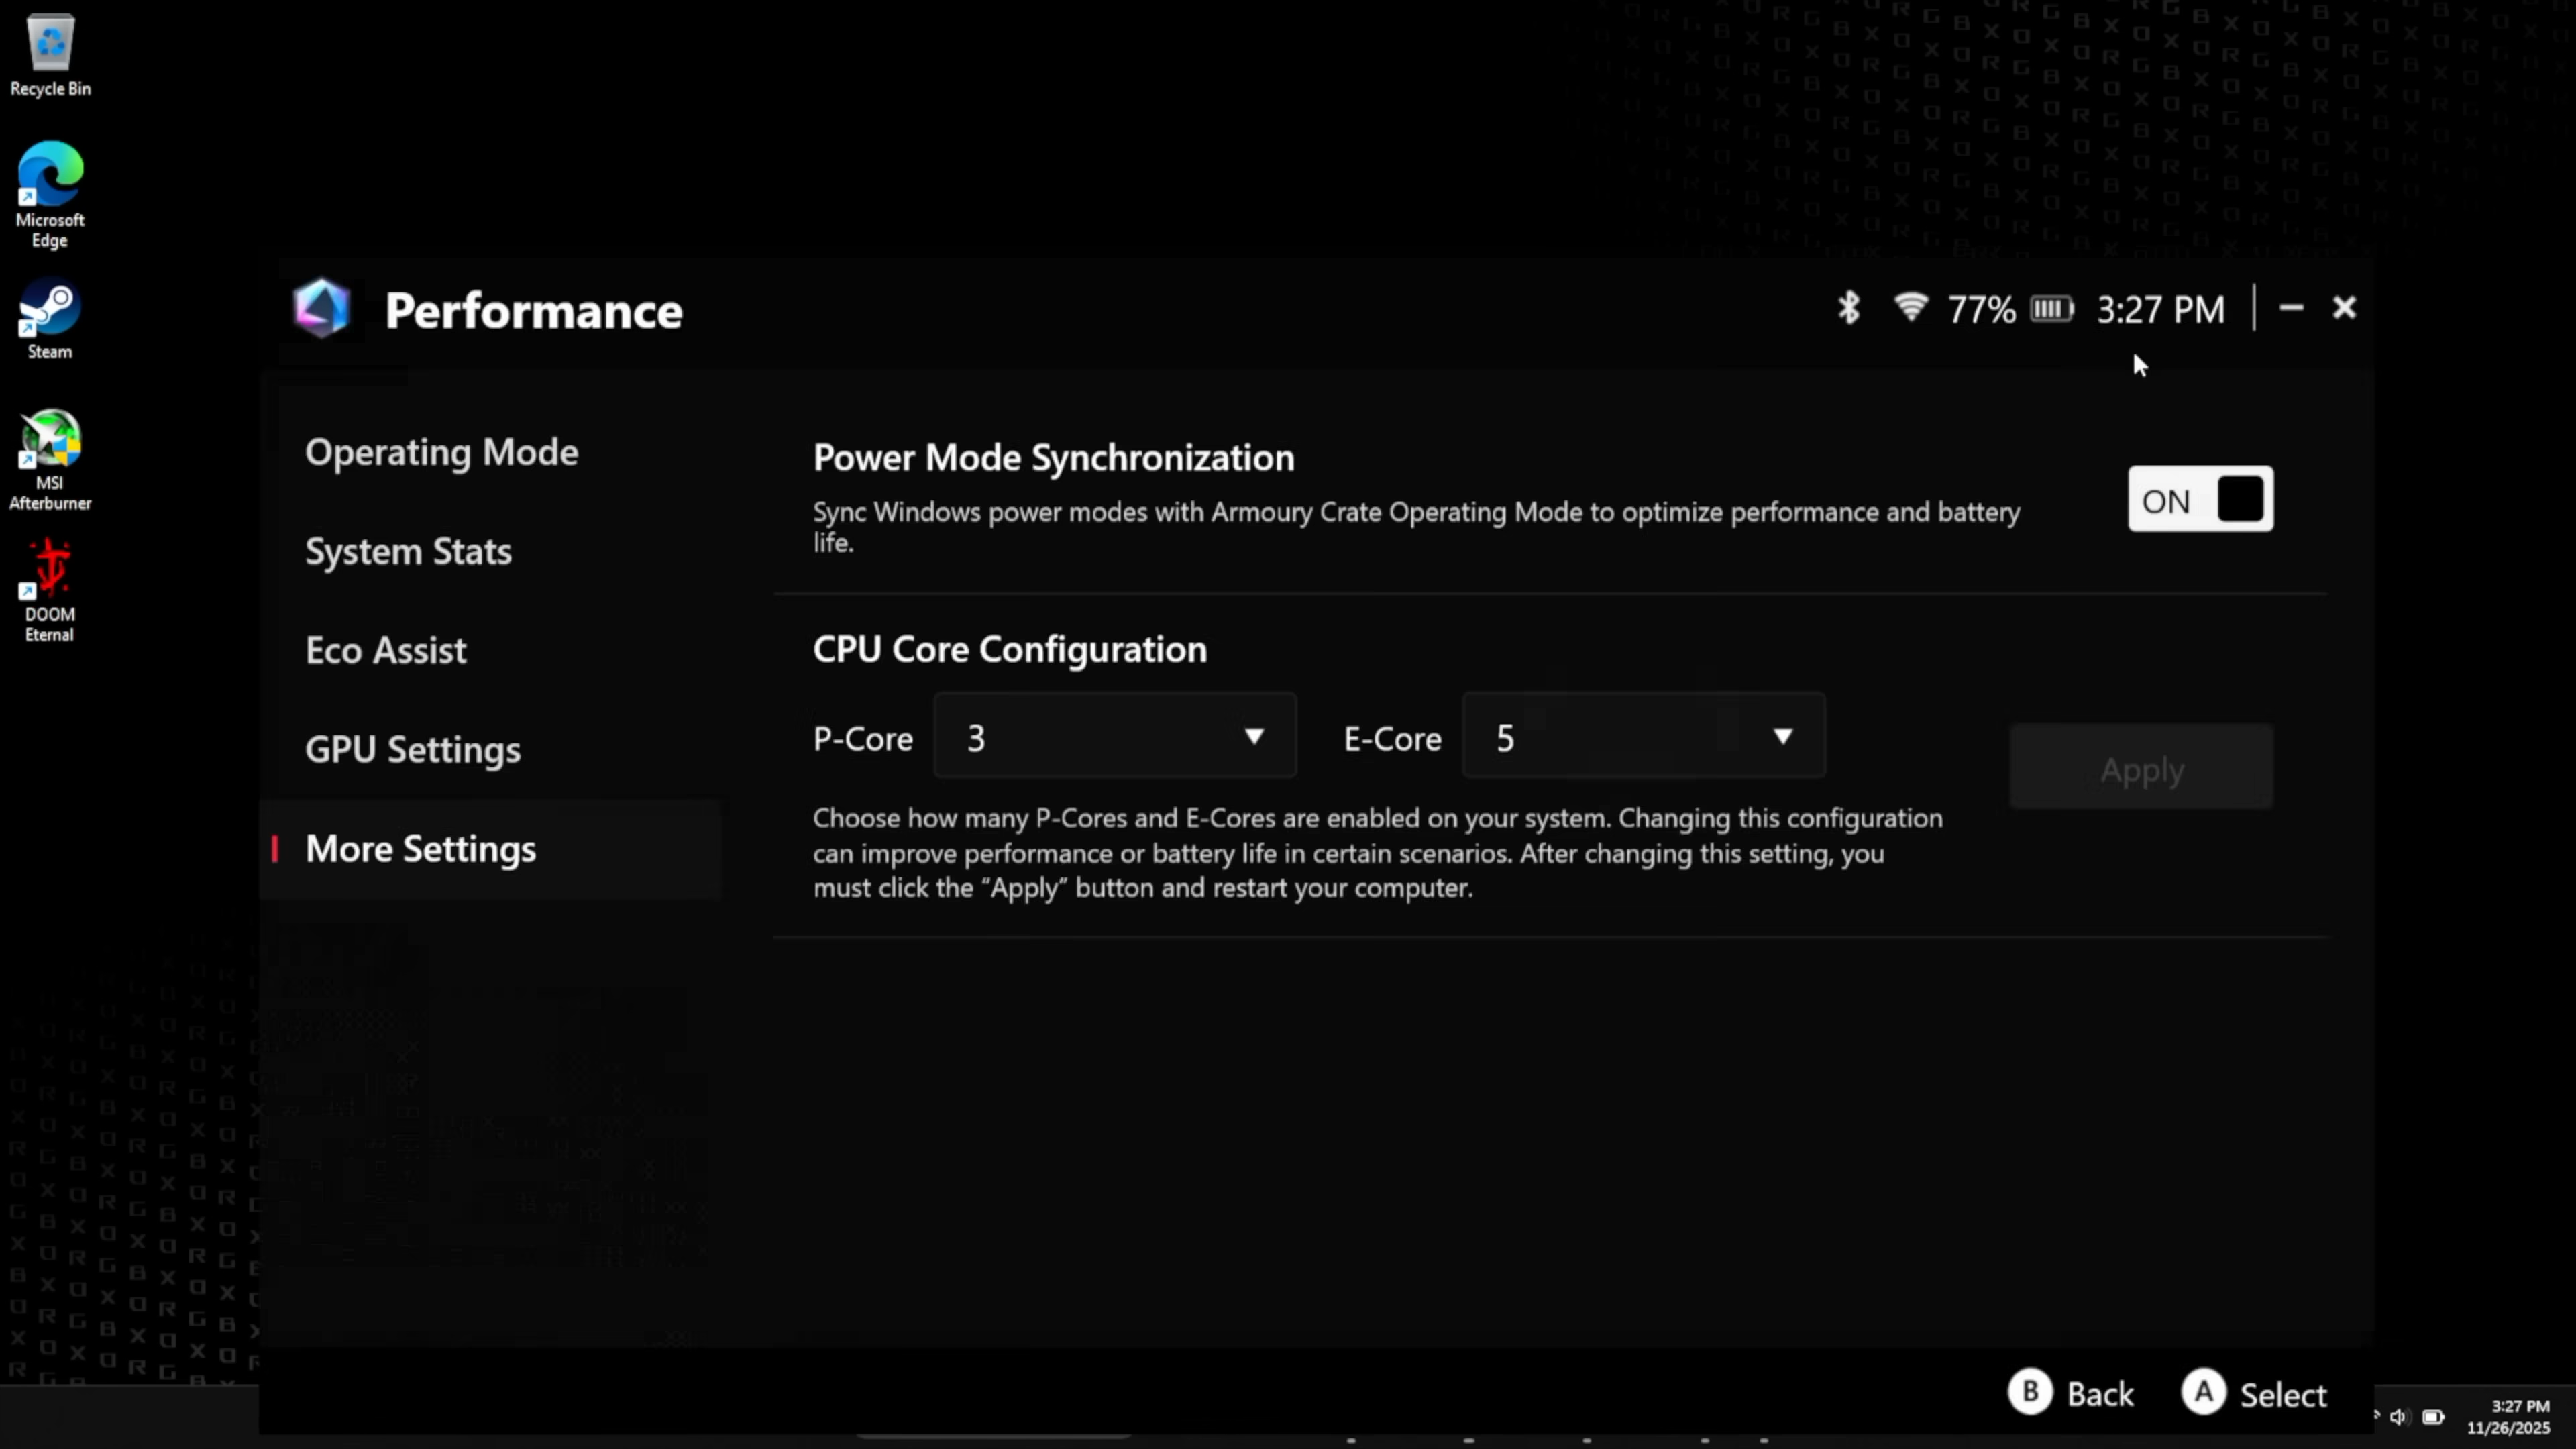 Recycle Bin
Microsoft
Edge
Steam
MSI
Afterburner
DOOM
Eternal
Performance
77%
3:27 PM
Operating Mode
System Stats
Eco Assist
GPU Settings
More Settings
Power Mode Synchronization
Sync Windows power modes with Armoury Crate Operating Mode to optimize performance and battery
life.
ON
CPU Core Configuration
P-Core 3 E-Core 5
Apply
Choose how many P-Cores and E-Cores are enabled on your system. Changing this configuration
can improve performance or battery life in certain scenarios. After changing this setting, you
must click the “Apply” button and restart your computer.
B Back A Select
3:27 PM
11/26/2025